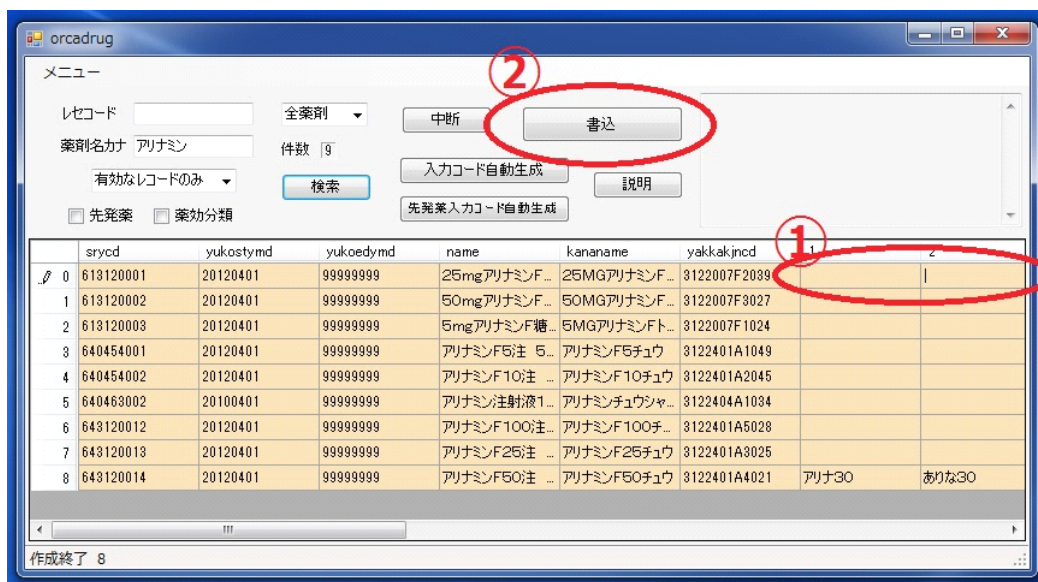 orcadrug
メニュー
②
レセコード 全薬剤 中断 書込
薬剤名カナ アリナミン 件数 9
入力コード自動生成
有効なレコードのみ 検索 説明
先発薬 薬効分類 先発薬入力コード自動生成
①
srycd yukostymd yukoedymd name kananame yakkakjncd 1 2
0 613120001 20120401 99999999 25mgアリナミンF... 25MGアリナミンF... 3122007F2039
1 613120002 20120401 99999999 50mgアリナミンF... 50MGアリナミンF... 3122007F3027
2 613120003 20120401 99999999 5mgアリナミンF糖... 5MGアリナミンFト... 3122007F1024
3 640454001 20120401 99999999 アリナミンF5注 5... アリナミンF5チュウ 3122401A1049
4 640454002 20120401 99999999 アリナミンF10注 ... アリナミンF10チュウ 3122401A2045
5 640463002 20100401 99999999 アリナミン注射液1... アリナミンチュウシャ... 3122404A1034
6 643120012 20120401 99999999 アリナミンF100注... アリナミンF100チ... 3122401A5028
7 643120013 20120401 99999999 アリナミンF25注 ... アリナミンF25チュウ 3122401A3025
8 643120014 20120401 99999999 アリナミンF50注 ... アリナミンF50チュウ 3122401A4021 アリナ30 ありな30
作成終了 8